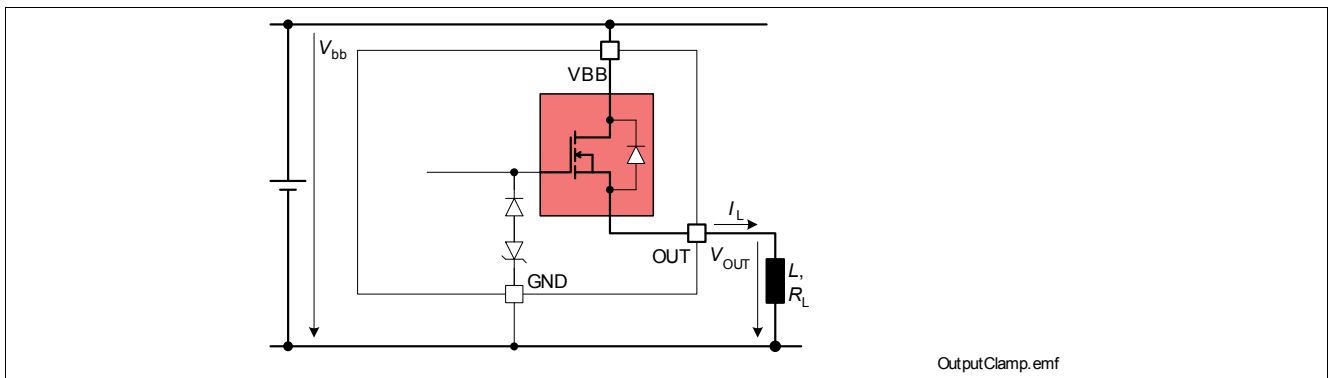 Vbb
VBB
IL
OUT
VOUT
L,
RL
GND
OutputClamp.emf